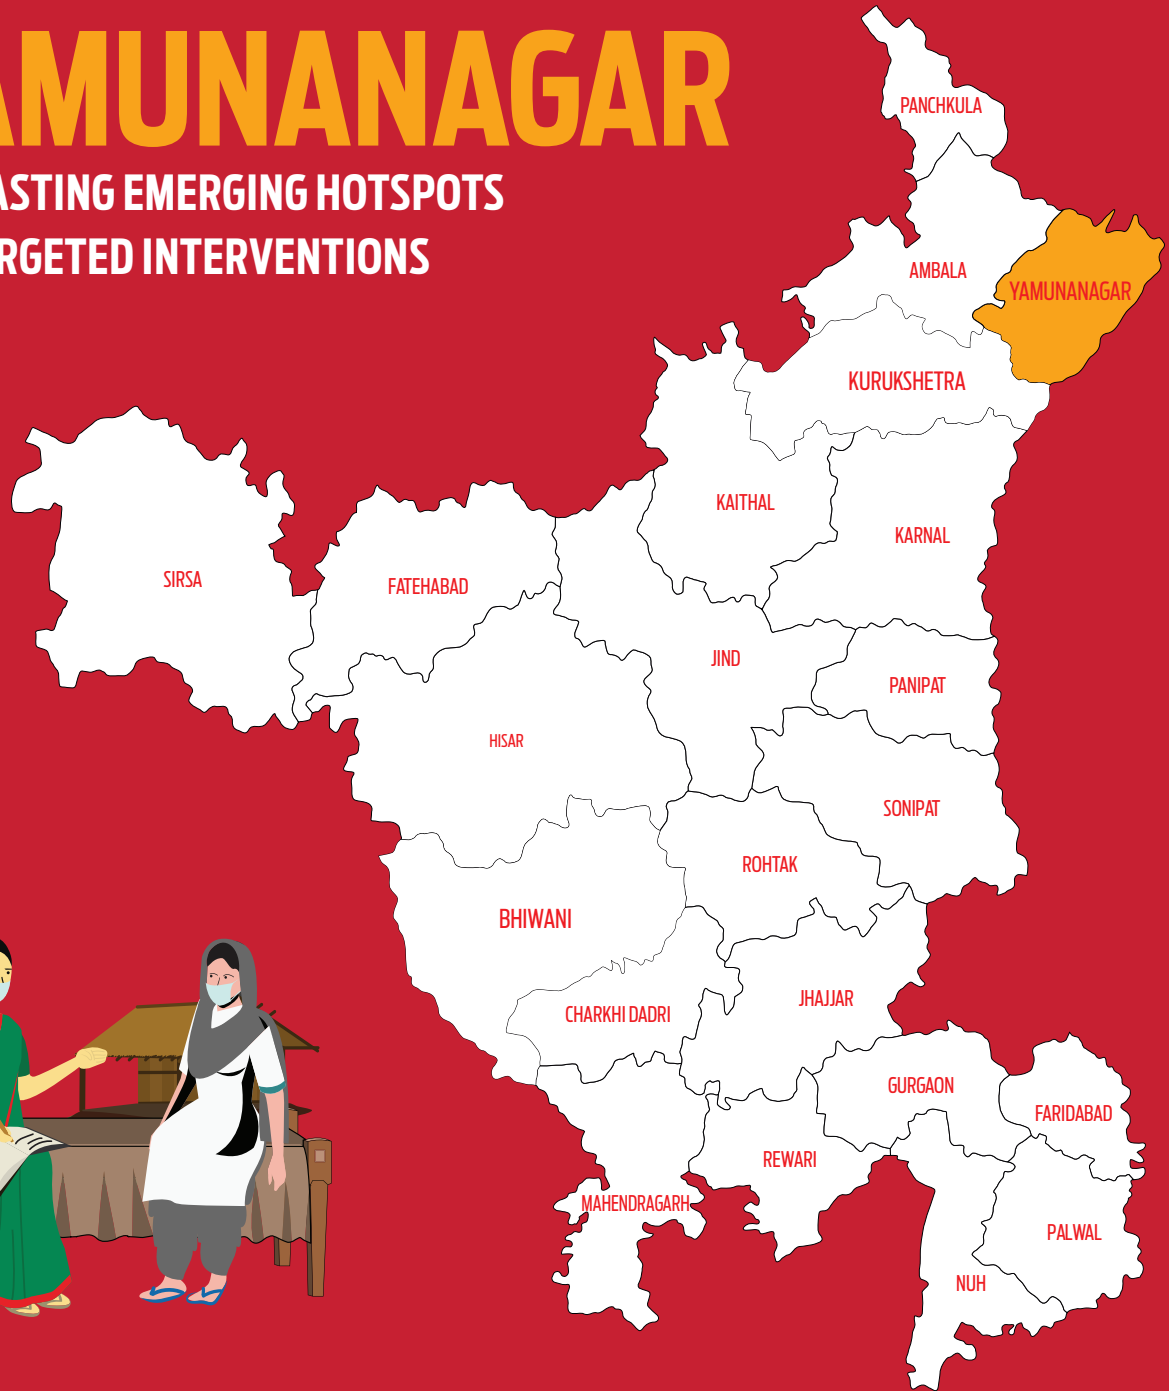 AMUNANAGAR
ASTING EMERGING HOTSPOTS
RGETED INTERVENTIONS
PANCHKULA
AMBALA
YAMUNANAGAR
KURUKSHETRA
KAITHAL
KARNAL
SIRSA
FATEHABAD
JIND
PANIPAT
HISAR
SONIPAT
ROHTAK
BHIWANI
JHAJJAR
CHARKHI DADRI
GURGAON
FARIDABAD
REWARI
MAHENDRAGARH
PALWAL
NUH